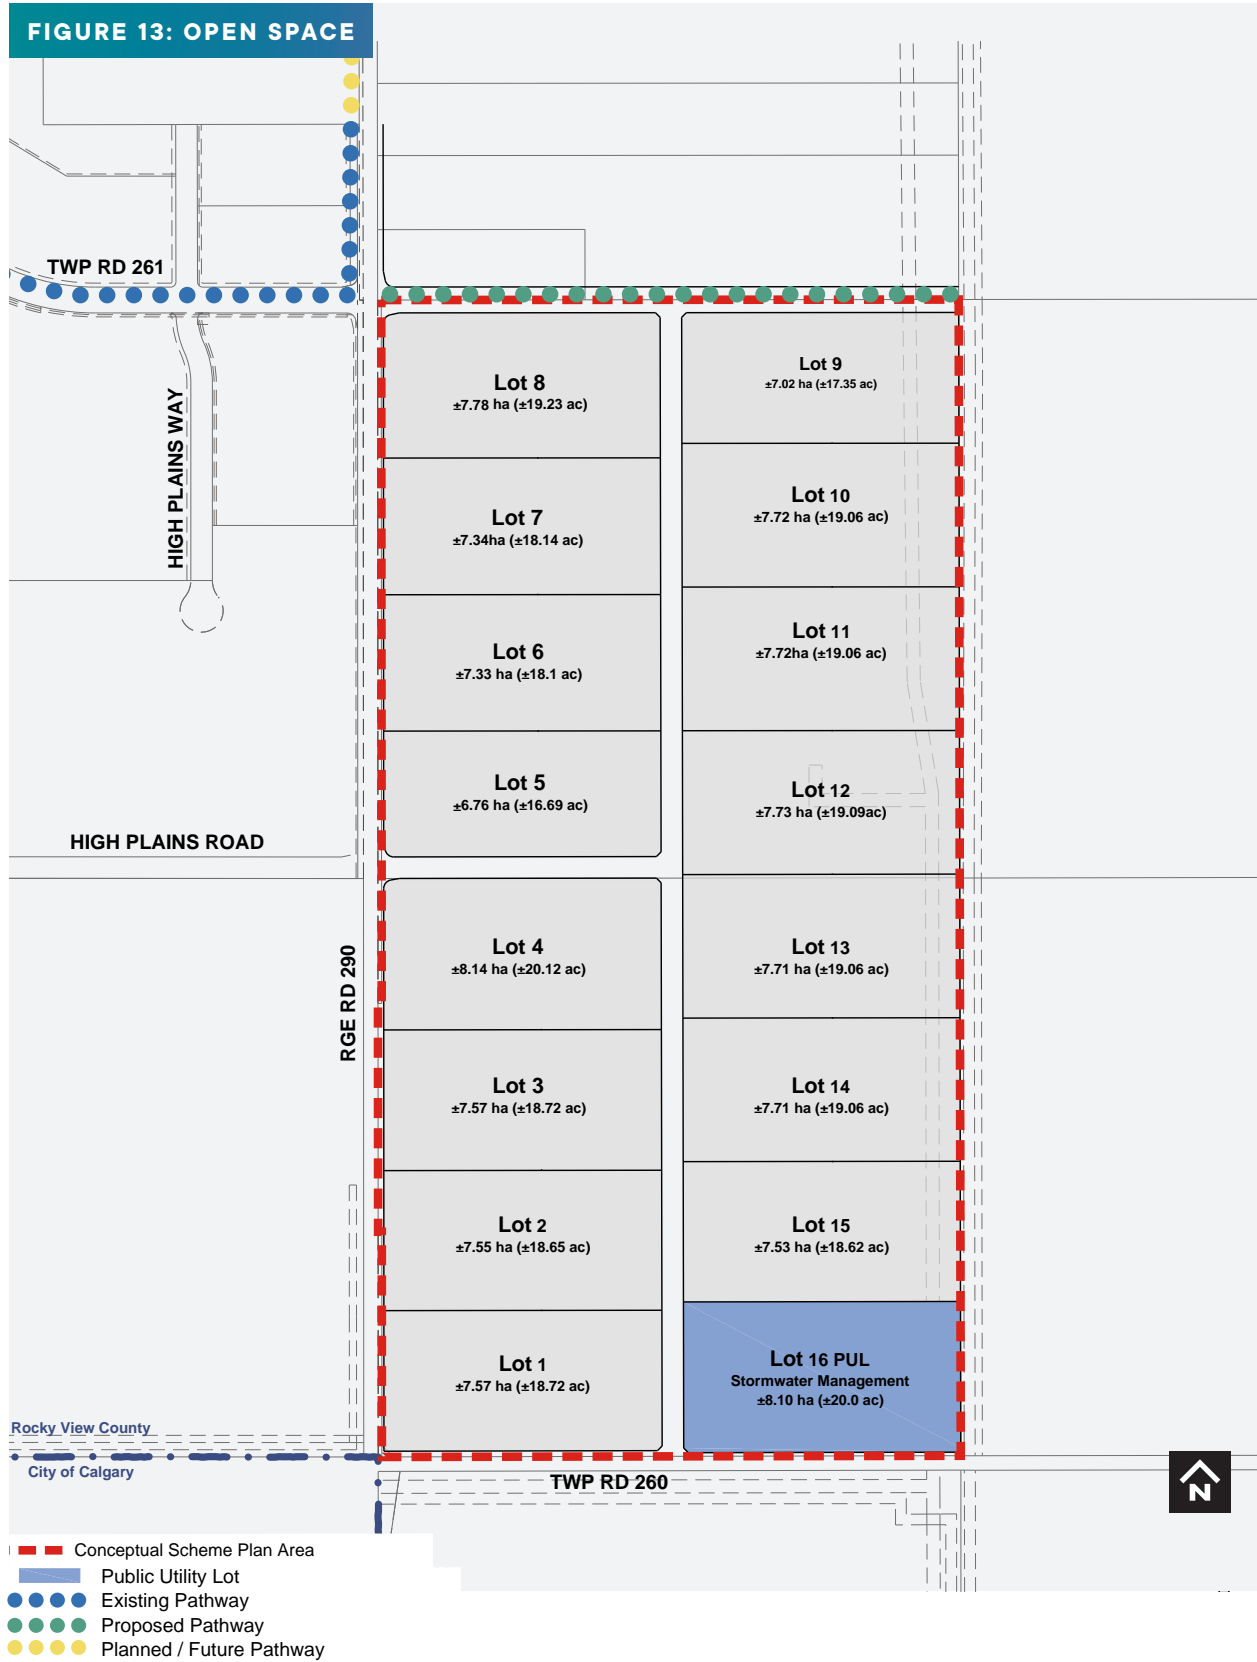 FIGURE 13: OPEN SPACE
TWP RD 261
HIGH PLAINS WAY
HIGH PLAINS ROAD
RGE RD 290
Lot 8
±7.78 ha (±19.23 ac)
Lot 7
±7.34ha (±18.14 ac)
Lot 6
±7.33 ha (±18.1 ac)
Lot 5
±6.76 ha (±16.69 ac)
Lot 4
±8.14 ha (±20.12 ac)
Lot 3
±7.57 ha (±18.72 ac)
Lot 2
±7.55 ha (±18.65 ac)
Lot 1
±7.57 ha (±18.72 ac)
Lot 9
±7.02 ha (±17.35 ac)
Lot 10
±7.72 ha (±19.06 ac)
Lot 11
±7.72ha (±19.06 ac)
Lot 12
±7.73 ha (±19.09ac)
Lot 13
±7.71 ha (±19.06 ac)
Lot 14
±7.71 ha (±19.06 ac)
Lot 15
±7.53 ha (±18.62 ac)
Lot 16 PUL
Stormwater Management
±8.10 ha (±20.0 ac)
Rocky View County
City of Calgary
TWP RD 260
N
Conceptual Scheme Plan Area
Public Utility Lot
Existing Pathway
Proposed Pathway
Planned / Future Pathway